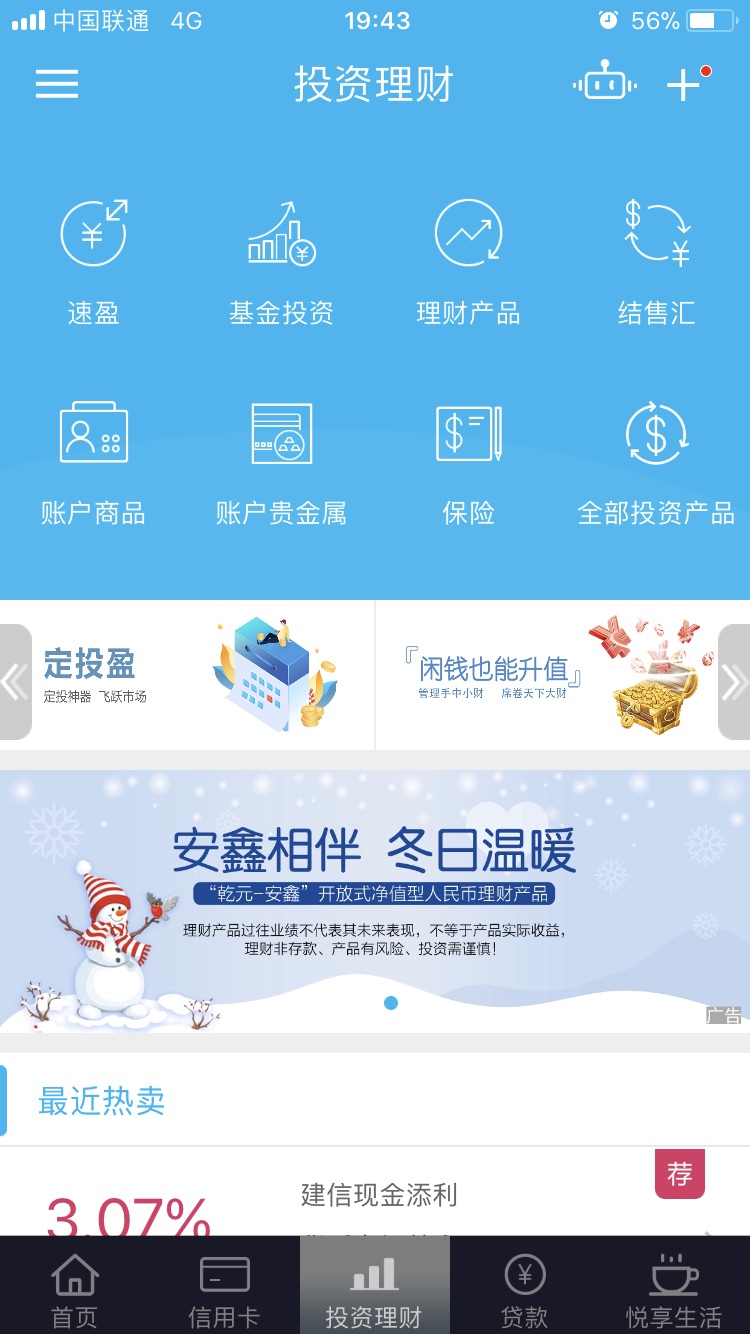 中国联通 4G 19:43 56%
投资理财
速盈 基金投资 理财产品 结售汇
账户商品 账户贵金属 保险 全部投资产品
定投盈
定投神器 飞跃市场
『闲钱也能升值』
管理手中小财 席卷天下大财
安鑫相伴 冬日温暖
“乾元-安鑫”开放式净值型人民币理财产品
理财产品过往业绩不代表其未来表现，不等于产品实际收益，
理财非存款、产品有风险、投资需谨慎！
广告
最近热卖
荐
建信现金添利
3.07%
首页 信用卡 投资理财 贷款 悦享生活